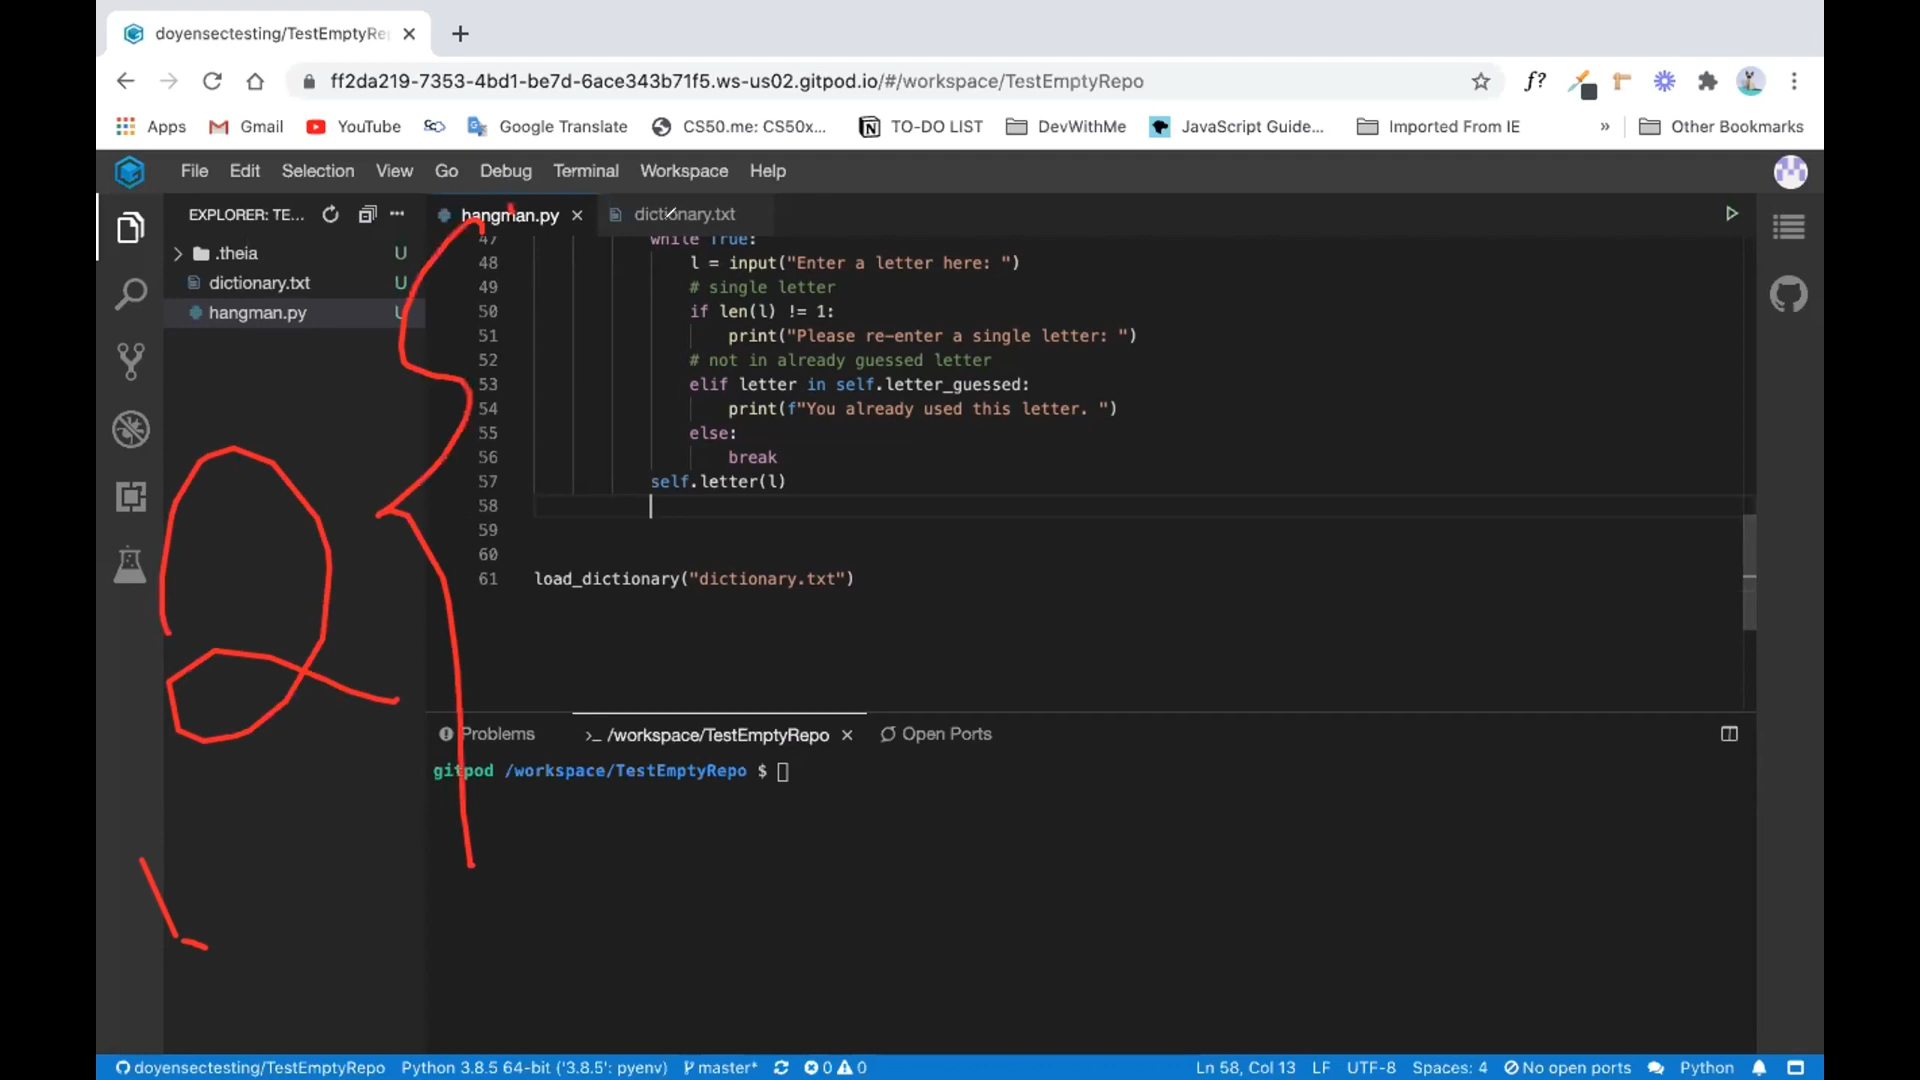 doyensectesting/TestEmptyRe
ff2da219-7353-4bd1-be7d-6ace343b71f5.ws-us02.gitpod.io/#/workspace/TestEmptyRepo
f?
Apps Gmail YouTube Google Translate CS50.me: CS50x... TO-DO LIST DevWithMe JavaScript Guide... Imported From IE » Other Bookmarks
File Edit Selection View Go Debug Terminal Workspace Help
EXPLORER: TE...
.theia U
dictionary.txt U
hangman.py U
hangman.py dictionary.txt
47 while True:
48 l = input("Enter a letter here: ")
49 # single letter
50 if len(l) != 1:
51 print("Please re-enter a single letter: ")
52 # not in already guessed letter
53 elif letter in self.letter_guessed:
54 print(f"You already used this letter. ")
55 else:
56 break
57 self.letter(l)
58
59
60
61 load_dictionary("dictionary.txt")
Problems >_ /workspace/TestEmptyRepo Open Ports
gitpod /workspace/TestEmptyRepo $
doyensectesting/TestEmptyRepo Python 3.8.5 64-bit ('3.8.5': pyenv) master* 0 0 Ln 58, Col 13 LF UTF-8 Spaces: 4 No open ports Python